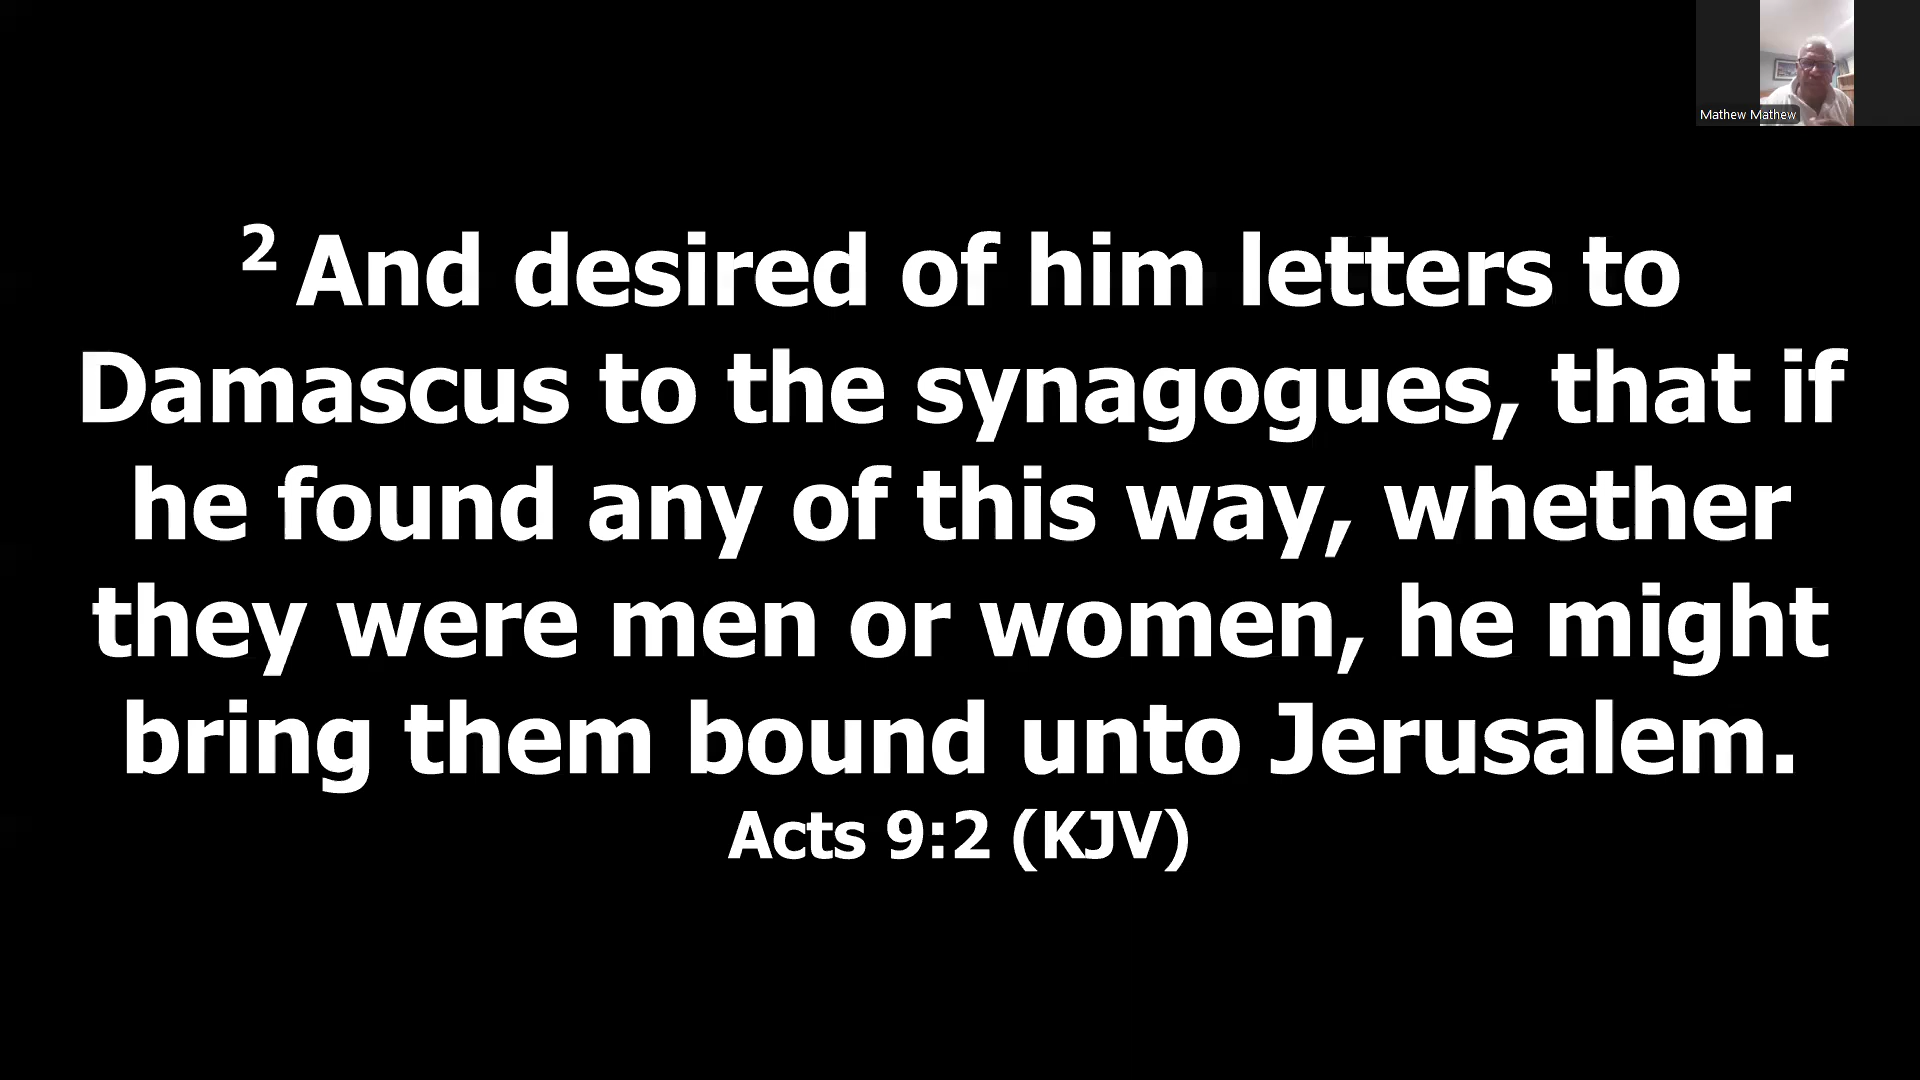 Mathew Mathew
2 And desired of him letters to
Damascus to the synagogues, that if
he found any of this way, whether
they were men or women, he might
bring them bound unto Jerusalem.
Acts 9:2 (KJV)